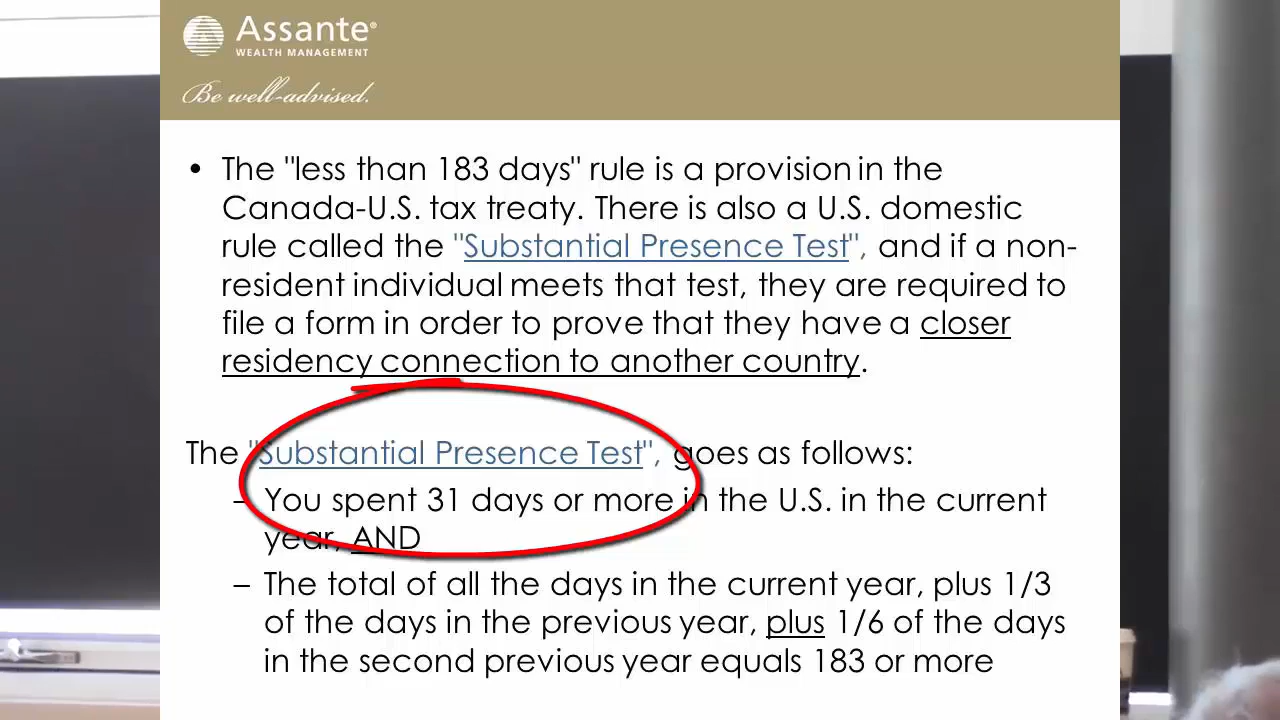 Assante®
WEALTH MANAGEMENT
Be well-advised.
• The "less than 183 days" rule is a provision in the
Canada-U.S. tax treaty. There is also a U.S. domestic
rule called the "Substantial Presence Test", and if a non-
resident individual meets that test, they are required to
file a form in order to prove that they have a closer
residency connection to another country.
The "Substantial Presence Test", goes as follows:
– You spent 31 days or more in the U.S. in the current
year, AND
– The total of all the days in the current year, plus 1/3
of the days in the previous year, plus 1/6 of the days
in the second previous year equals 183 or more